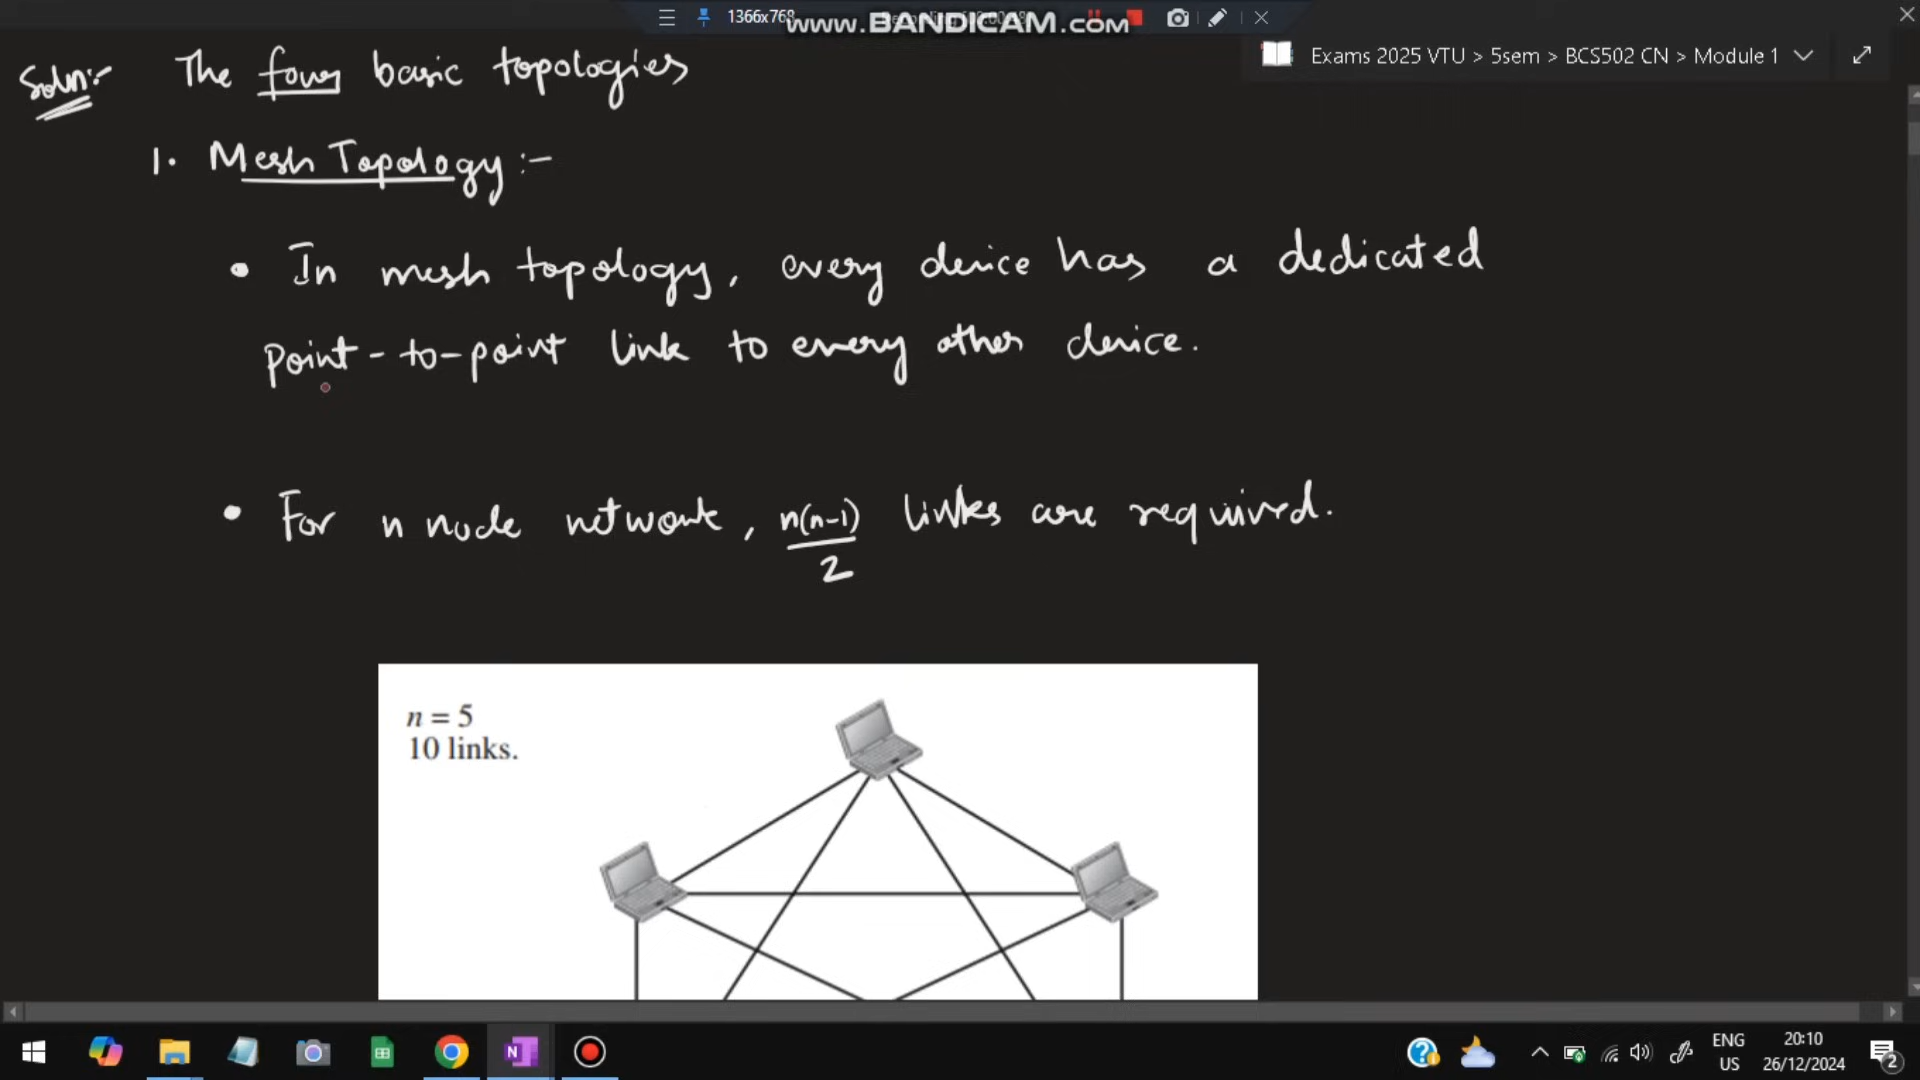 1366x768
www.BANDICAM.com
Exams 2025 VTU > 5sem > BCS502 CN > Module 1
Soln:-
The four basic topologies
1. Mesh Topology :-
• In mesh topology, every device has a dedicated
point-to-point link to every other device.
• For n node network, n(n-1)/2 links are required.
n = 5
10 links.
N
ENG
US
20:10
26/12/2024
2